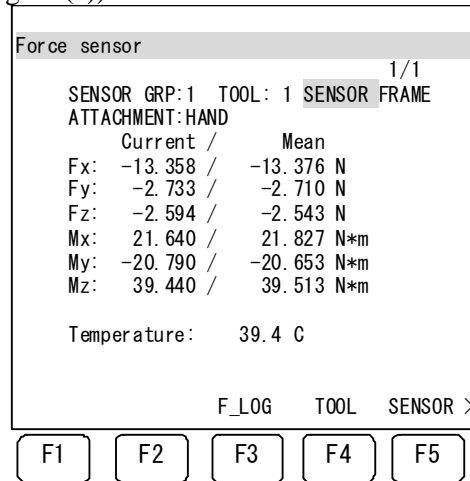 Force sensor
1/1
SENSOR GRP:1 TOOL: 1 SENSOR FRAME
ATTACHMENT:HAND
Current / Mean
Fx: -13.358 / -13.376 N
Fy: -2.733 / -2.710 N
Fz: -2.594 / -2.543 N
Mx: 21.640 / 21.827 N*m
My: -20.790 / -20.653 N*m
Mz: 39.440 / 39.513 N*m
Temperature: 39.4 C
F_LOG TOOL SENSOR >
F1 F2 F3 F4 F5